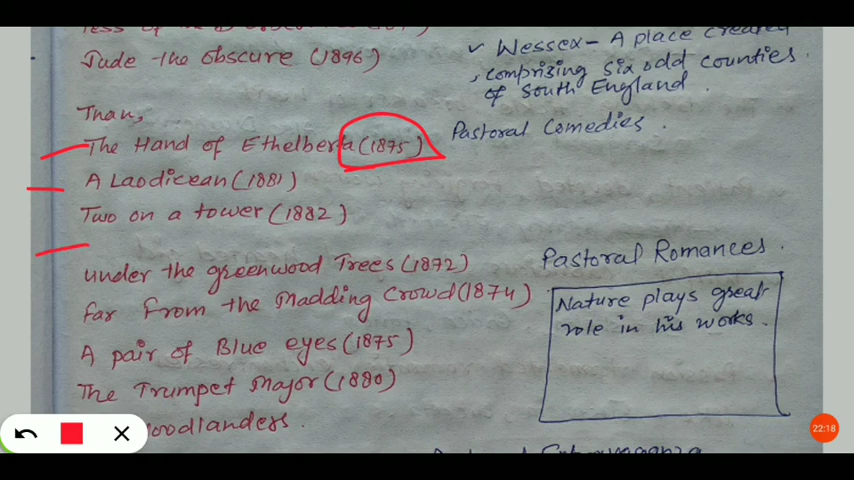 Jude the obscure (1896)
✓ Wessex - A place created
comprising six odd counties
of South England.
Than,
The Hand of Ethelberta (1875)
Pastoral Comedies.
A Laodicean (1881)
Two on a tower (1882)
under the greenwood Trees (1872)
Pastoral Romances.
far from the Madding Crowd (1874)
Nature plays great
role in his works.
A pair of Blue eyes (1875)
The Trumpet Major (1880)
oodlanders.
22:18